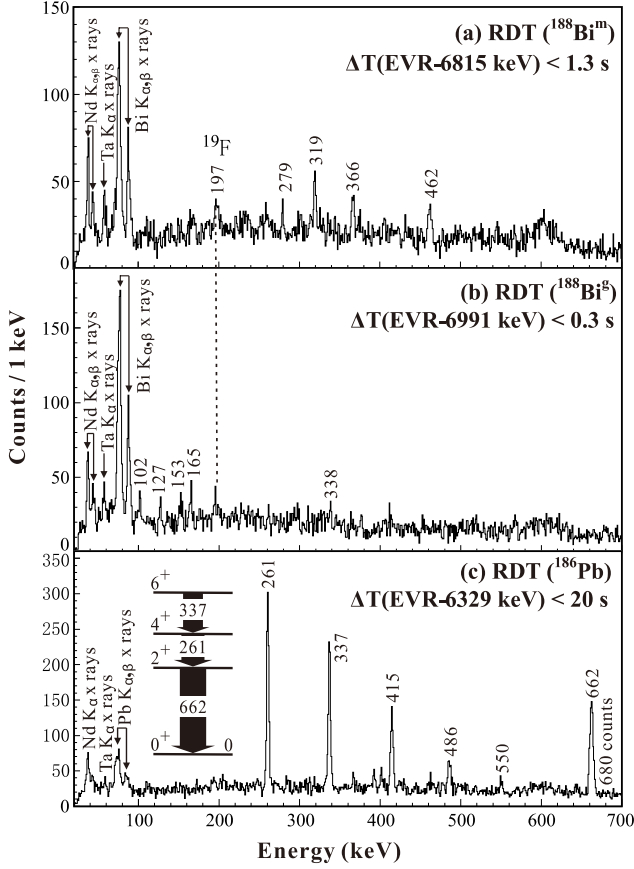 Counts / 1 keV
150
100
50
0
(a) RDT (¹⁸⁸Biᵐ)
ΔT(EVR-6815 keV) < 1.3 s
Nd Kα,β x rays
Ta Kα x rays
Bi Kα,β x rays
¹⁹F
197
279
319
366
462
150
100
50
0
(b) RDT (¹⁸⁸Biᵍ)
ΔT(EVR-6991 keV) < 0.3 s
Nd Kα,β x rays
Ta Kα x rays
Bi Kα,β x rays
102
127
153
165
338
350
300
250
200
150
100
50
0
(c) RDT (¹⁸⁶Pb)
ΔT(EVR-6329 keV) < 20 s
Nd Kα x rays
Ta Kα x rays
Pb Kα,β x rays
6⁺
337
4⁺
261
2⁺
662
0⁺ 0
261
337
415
486
550
662
680 counts
100 200 300 400 500 600 700
Energy (keV)